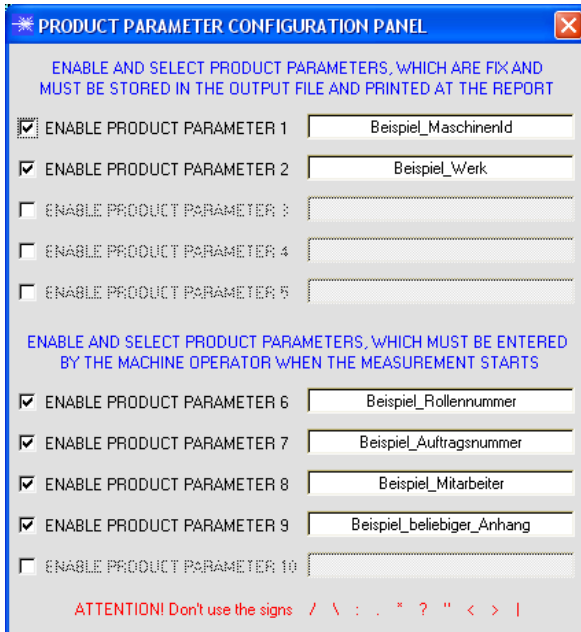 PRODUCT PARAMETER CONFIGURATION PANEL
ENABLE AND SELECT PRODUCT PARAMETERS, WHICH ARE FIX AND
MUST BE STORED IN THE OUTPUT FILE AND PRINTED AT THE REPORT
ENABLE PRODUCT PARAMETER 1 Beispiel_MaschinenId
ENABLE PRODUCT PARAMETER 2 Beispiel_Werk
ENABLE PRODUCT PARAMETER 3
ENABLE PRODUCT PARAMETER 4
ENABLE PRODUCT PARAMETER 5
ENABLE AND SELECT PRODUCT PARAMETERS, WHICH MUST BE ENTERED
BY THE MACHINE OPERATOR WHEN THE MEASUREMENT STARTS
ENABLE PRODUCT PARAMETER 6 Beispiel_Rollennummer
ENABLE PRODUCT PARAMETER 7 Beispiel_Auftragsnummer
ENABLE PRODUCT PARAMETER 8 Beispiel_Mitarbeiter
ENABLE PRODUCT PARAMETER 9 Beispiel_beliebiger_Anhang
ENABLE PRODUCT PARAMETER 10
ATTENTION! Don't use the signs / \ : . * ? " < > |